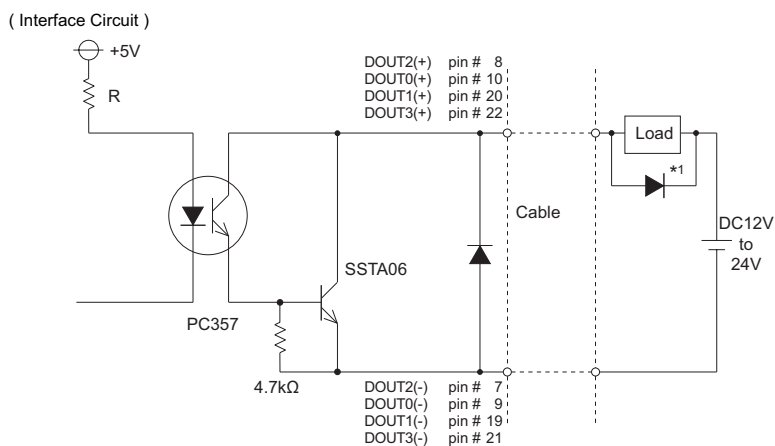 ( Interface Circuit )
+5V
R
DOUT2(+) pin # 8
DOUT0(+) pin # 10
DOUT1(+) pin # 20
DOUT3(+) pin # 22
Load
*1
Cable
DC12V
to
24V
SSTA06
PC357
4.7kΩ
DOUT2(-) pin # 7
DOUT0(-) pin # 9
DOUT1(-) pin # 19
DOUT3(-) pin # 21